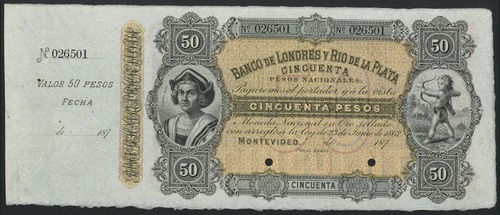 50
Nº 026501
Nº 026501
50
Nº 026501
VALOR 50 PESOS
FECHA
de 187
BANCO DE LONDRES Y RIO DE LA PLATA
CINCUENTA
PESOS NACIONALES.
Pagaremos al portador y a la vista
CINCUENTA PESOS
Moneda Nacional en Oro sellado
con arreglo a la ley de 23 de Junio de 1862.
MONTEVIDEO, de 187
50
CINCUENTA
50